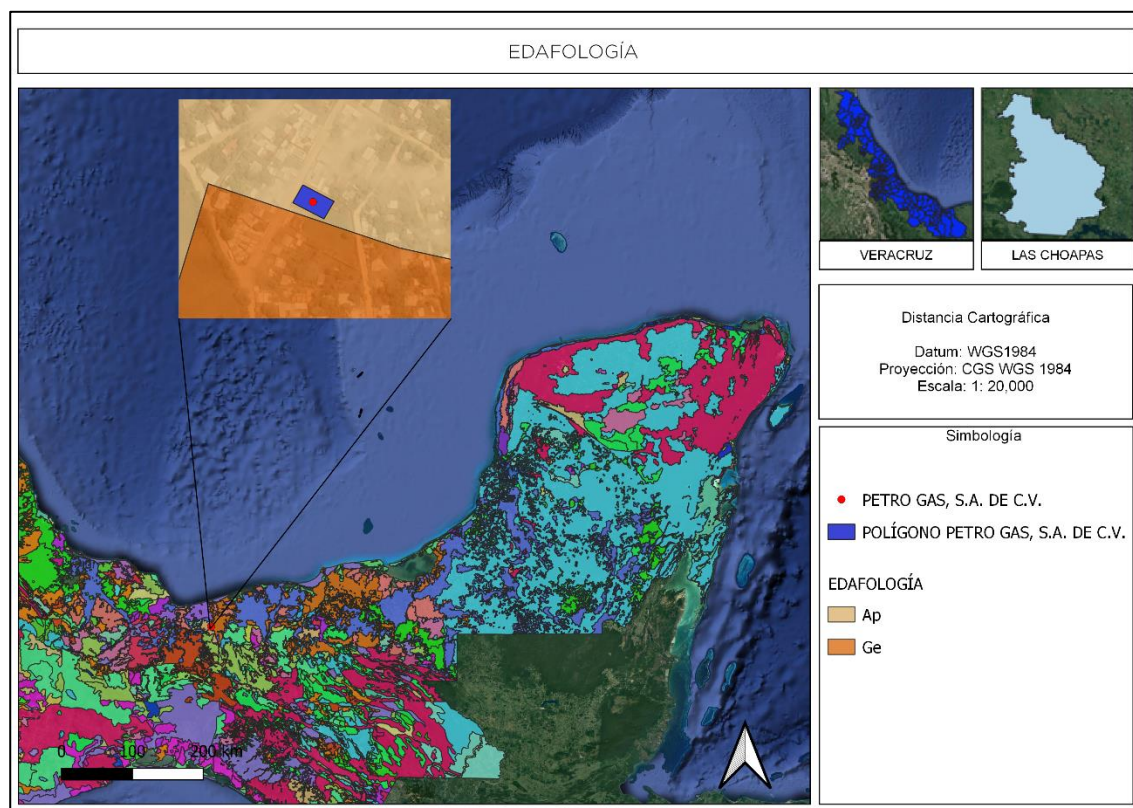 EDAFOLOGÍA
VERACRUZ
LAS CHOAPAS
Distancia Cartográfica
Datum: WGS1984
Proyección: CGS WGS 1984
Escala: 1: 20,000
Simbología
PETRO GAS, S.A. DE C.V.
POLÍGONO PETRO GAS, S.A. DE C.V.
EDAFOLOGÍA
Ap
Ge
0 100 200 km